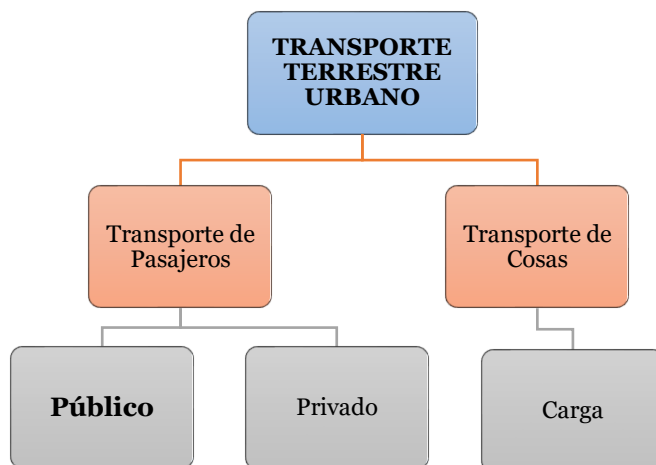 TRANSPORTE
TERRESTRE
URBANO
Transporte de
Pasajeros
Transporte de
Cosas
Público
Privado
Carga